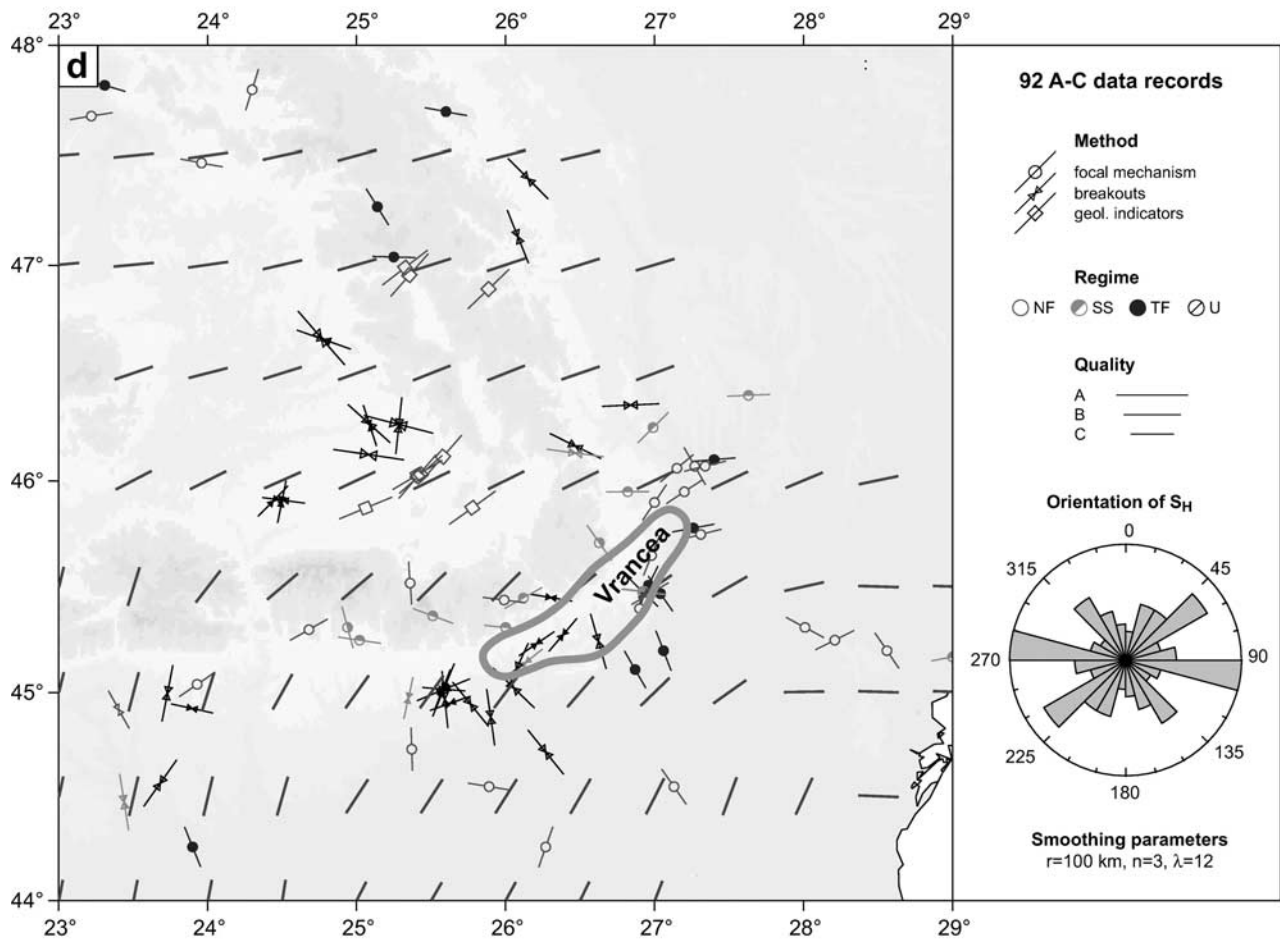 23° 24° 25° 26° 27° 28° 29°
48°
d
47°
46°
45°
44°
Vrancea
23° 24° 25° 26° 27° 28° 29°
92 A-C data records
Method
focal mechanism
breakouts
geol. indicators
Regime
NF SS TF U
Quality
A
B
C
Orientation of SH
0
315 45
270 90
225 135
180
Smoothing parameters
r=100 km, n=3, λ=12